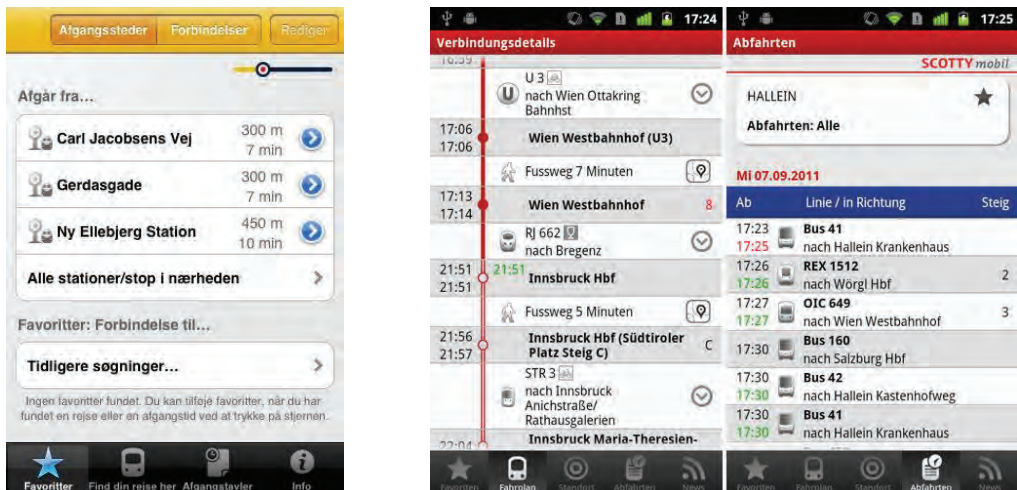 Afgangssteder Forbindelser Rediger
Afgår fra...
Carl Jacobsens Vej 300 m
7 min
Gerdasgade 300 m
7 min
Ny Ellebjerg Station 450 m
10 min
Alle stationer/stop i nærheden
Favoritter: Forbindelse til...
Tidligere søgninger...
Ingen favoritter fundet. Du kan tilføje favoritter, når du har
fundet en rejse eller en afgangstid ved at trykke på stjernen.
Favoritter Find din rejse her Afgangstavler Info
17:24
Verbindungsdetails
16:59
U 3
U nach Wien Ottakring
Bahnhst
17:06 Wien Westbahnhof (U3)
17:06
Fussweg 7 Minuten
17:13 Wien Westbahnhof 8
17:14
RJ 662
nach Bregenz
21:51 21:51 Innsbruck Hbf
21:51
Fussweg 5 Minuten
21:56 Innsbruck Hbf (Südtiroler
21:57 Platz Steig C) C
STR 3
nach Innsbruck
Anichstraße/
Rathausgalerien
22:04 Innsbruck Maria-Theresien-
Favoriten Fahrplan Standort Abfahrten News
17:25
Abfahrten
SCOTTY mobil
HALLEIN
Abfahrten: Alle
Mi 07.09.2011
Ab Linie / in Richtung Steig
17:23 Bus 41
17:25 nach Hallein Krankenhaus
17:26 REX 1512 2
17:26 nach Wörgl Hbf
17:27 OIC 649 3
17:27 nach Wien Westbahnhof
17:30 Bus 160
nach Salzburg Hbf
17:30 Bus 42
17:30 nach Hallein Kastenhofweg
17:30 Bus 41
17:30 nach Hallein Krankenhaus
Favoriten Fahrplan Standort Abfahrten News